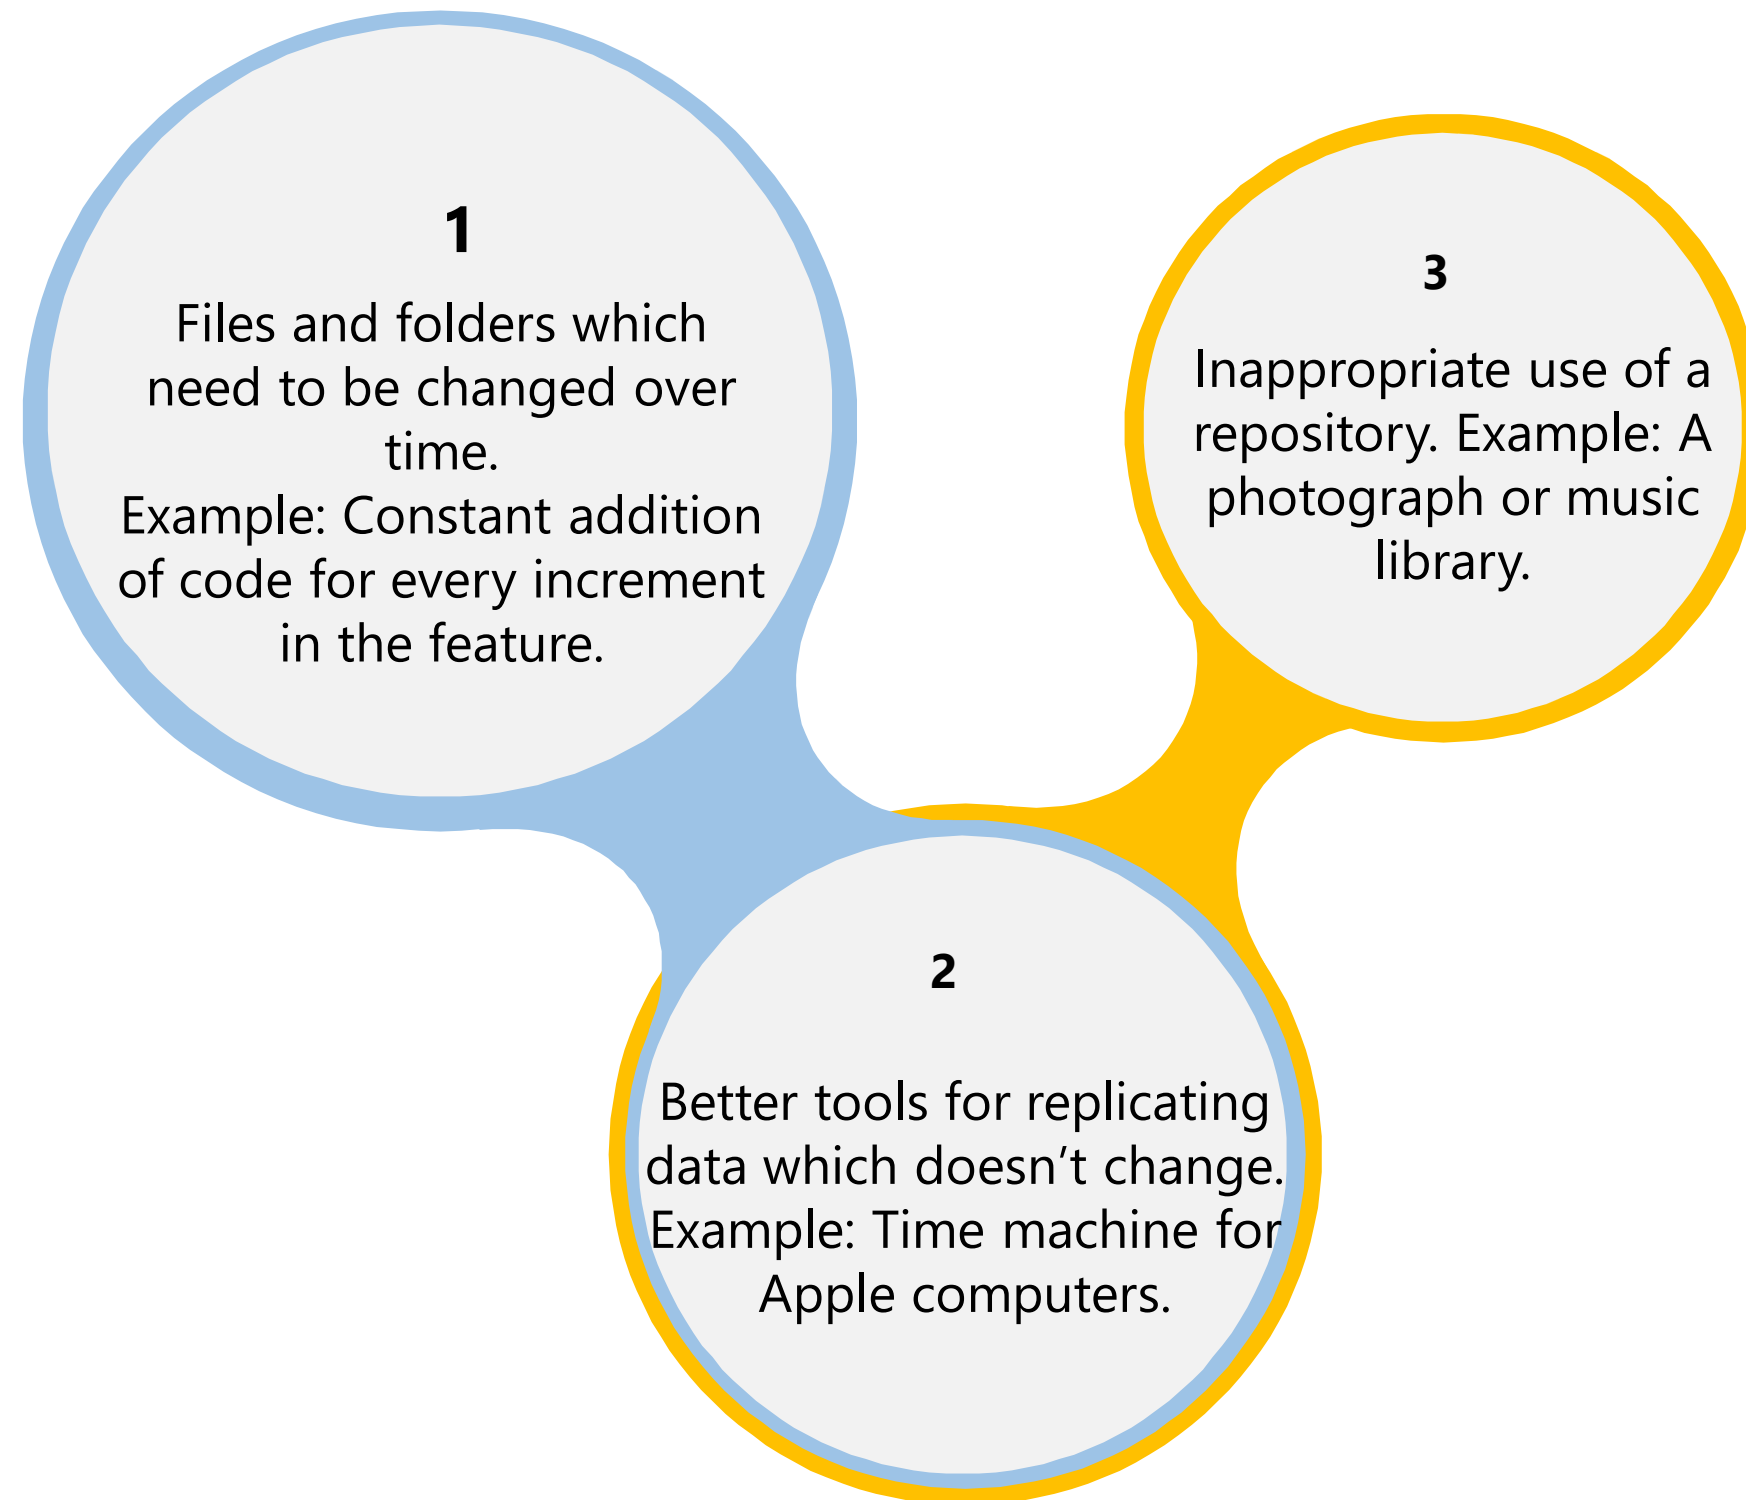 1
Files and folders which
need to be changed over
time.
Example: Constant addition
of code for every increment
in the feature.
2
Better tools for replicating
data which doesn’t change.
Example: Time machine for
Apple computers.
3
Inappropriate use of a
repository. Example: A
photograph or music
library.